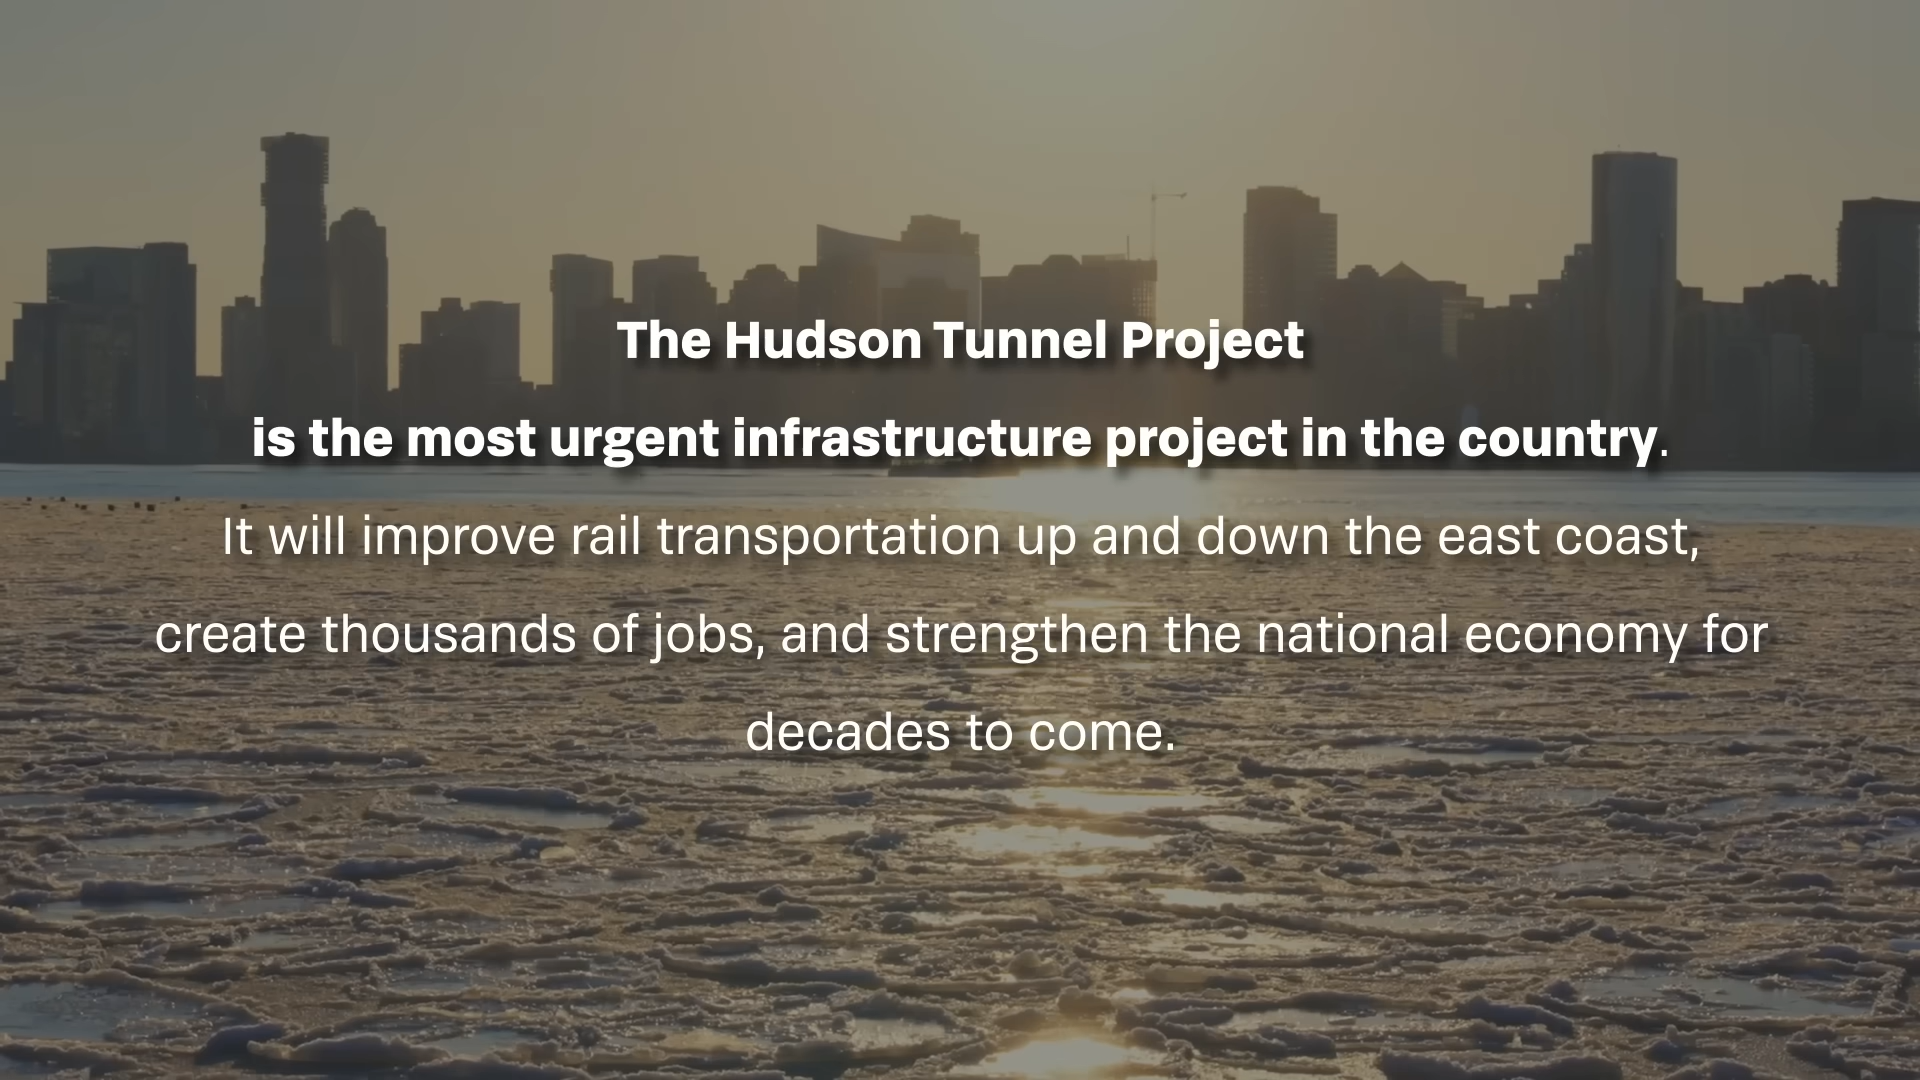 The Hudson Tunnel Project
is the most urgent infrastructure project in the country.
It will improve rail transportation up and down the east coast,
create thousands of jobs, and strengthen the national economy for
decades to come.